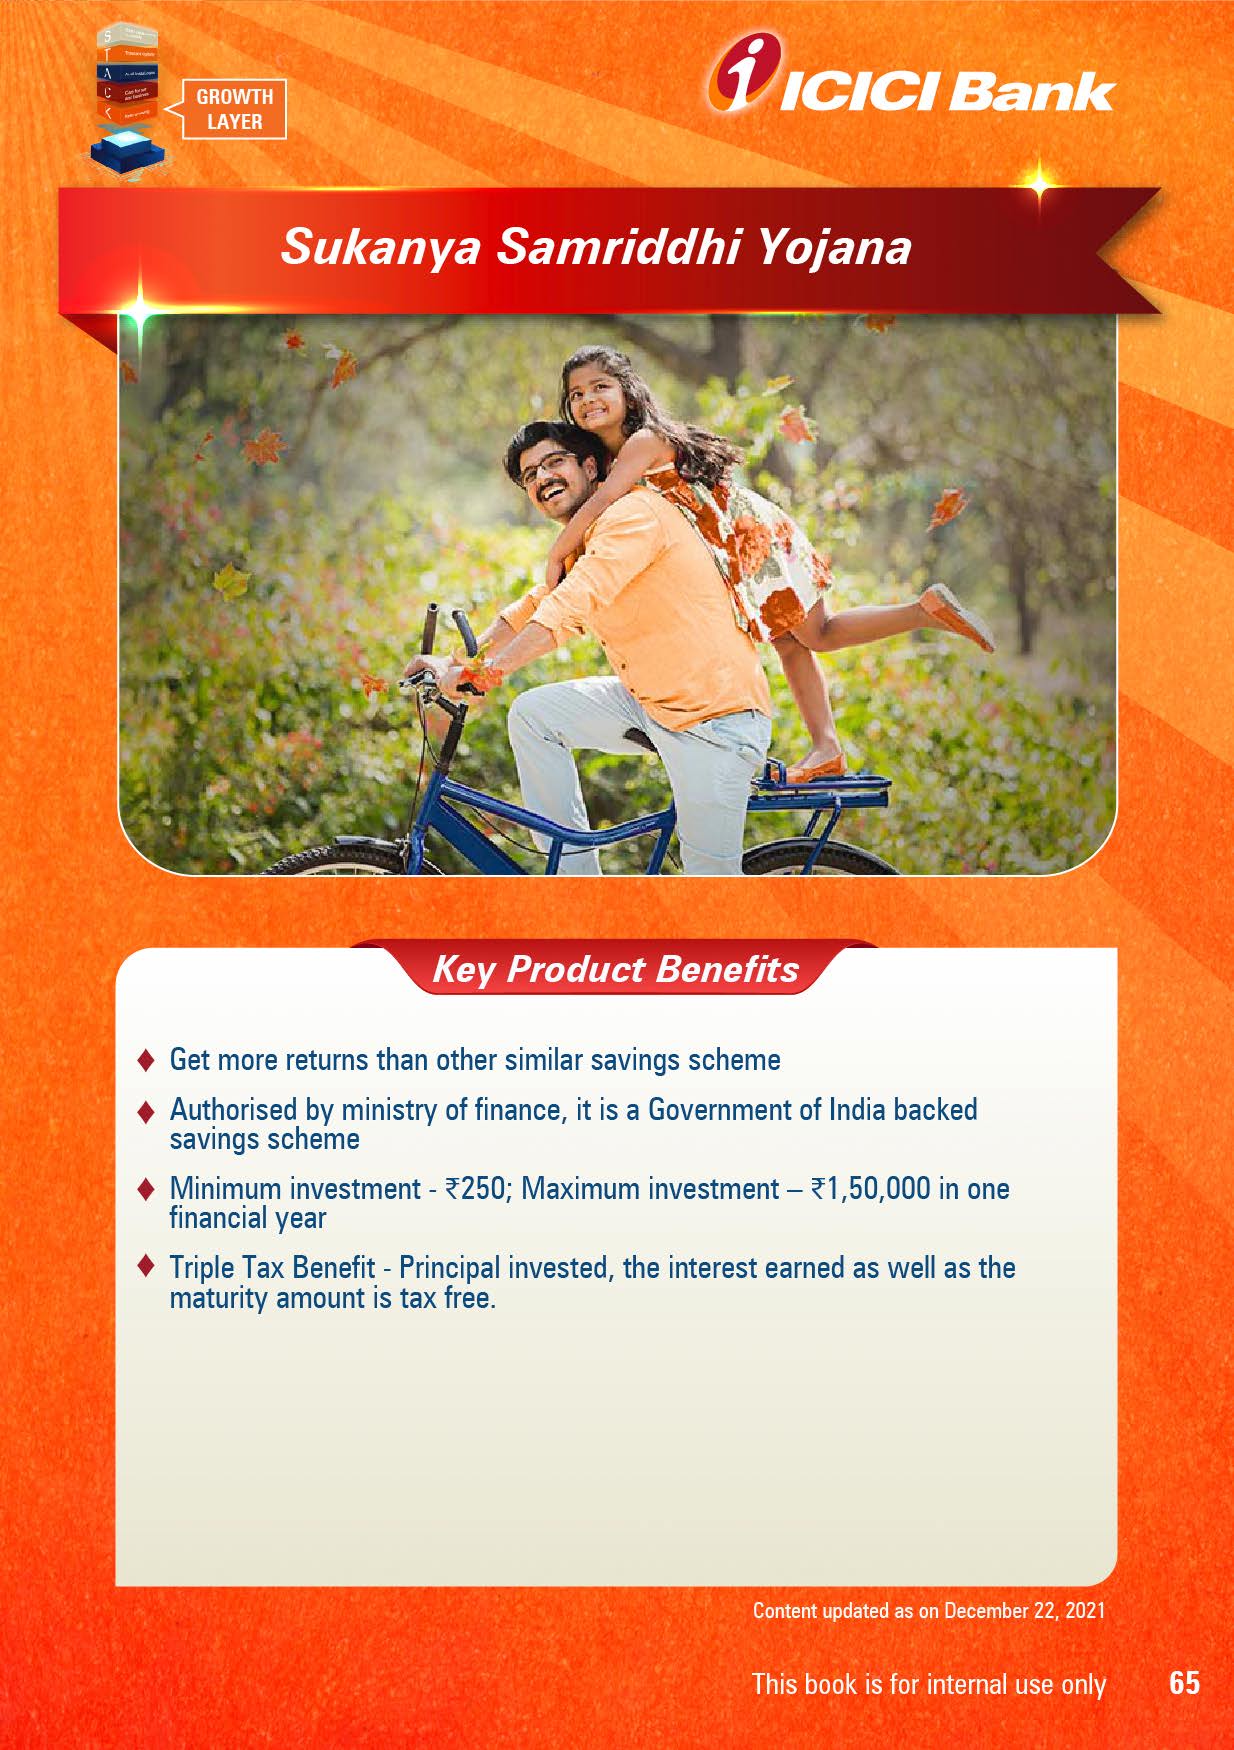 S
T
A
C
K
GROWTH
LAYER
i ICICI Bank
Sukanya Samriddhi Yojana
Key Product Benefits
Get more returns than other similar savings scheme
Authorised by ministry of finance, it is a Government of India backed
savings scheme
Minimum investment - ₹250; Maximum investment – ₹1,50,000 in one
financial year
Triple Tax Benefit - Principal invested, the interest earned as well as the
maturity amount is tax free.
Content updated as on December 22, 2021
This book is for internal use only 65